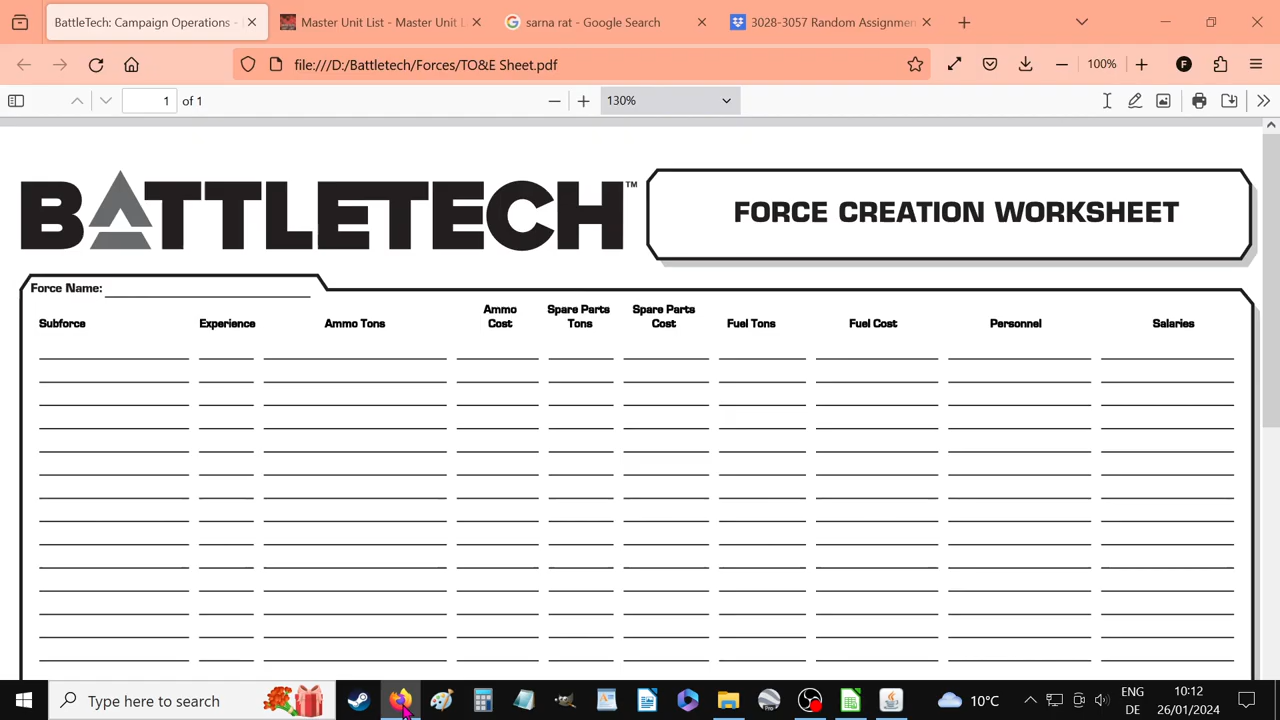 BattleTech: Campaign Operations -
Master Unit List - Master Unit L
sarna rat - Google Search
3028-3057 Random Assignmen
file:///D:/Battletech/Forces/TO&E Sheet.pdf
100%
F
1 of 1
130%
BATTLETECH™
FORCE CREATION WORKSHEET
Force Name:
Subforce Experience Ammo Tons Ammo Cost Spare Parts Tons Spare Parts Cost Fuel Tons Fuel Cost Personnel Salaries
Type here to search
Pro
10°C
ENG
DE
10:12
26/01/2024